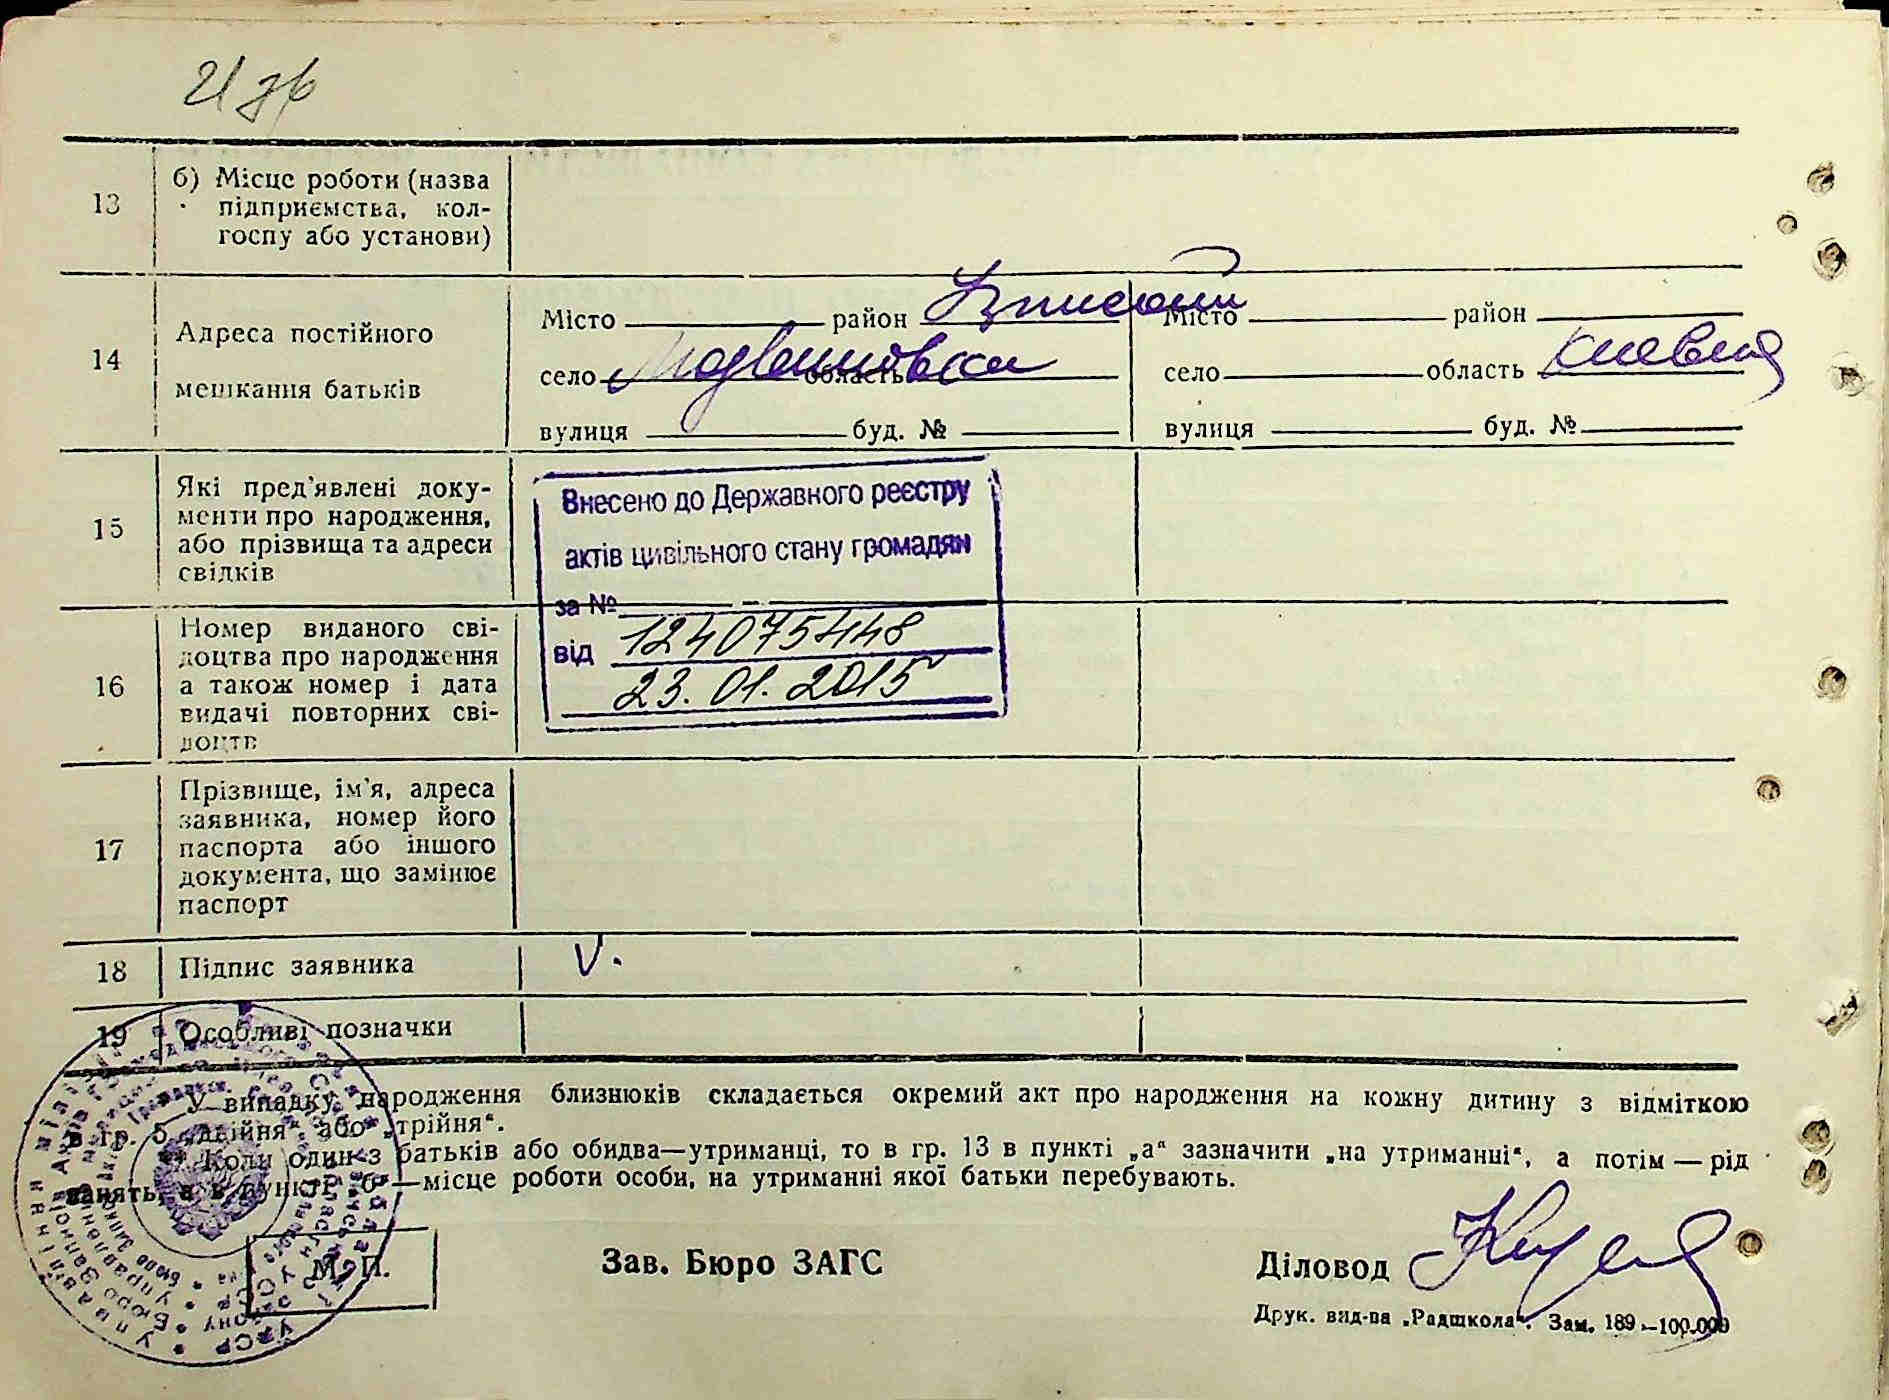 13
б) Місце роботи (назва
підприємства, кол-
госпу або установи)
14
Адреса постійного
мешкання батьків
Місто район
село область
вулиця буд. №
Місто район
село область
вулиця буд. №
15
Які пред'явлені доку-
менти про народження,
або прізвища та адреси
свідків
Внесено до Державного реєстру
актів цивільного стану громадян
за №
1240754448
від
23.01.2015
16
Номер виданого сві-
доцтва про народження
а також номер і дата
видачі повторних сві-
доцтв
17
Прізвище, ім'я, адреса
заявника, номер його
паспорта або іншого
документа, що замінює
паспорт
18
Підпис заявника
V.
19
Особливі позначки
У випадку народження близнюків складається окремий акт про народження на кожну дитину з відміткою
в гр. 5 „двійня“ або „трійня“.
Коли один з батьків або обидва—утриманці, то в гр. 13 в пункті „а“ зазначити „на утриманні“, а потім — рід
занять, а в пункті „б“—місце роботи особи, на утриманні якої батьки перебувають.
М. П.
Зав. Бюро ЗАГС
Діловод
Друк. вид-ва „Радшкола“. Зам. 189—100.000